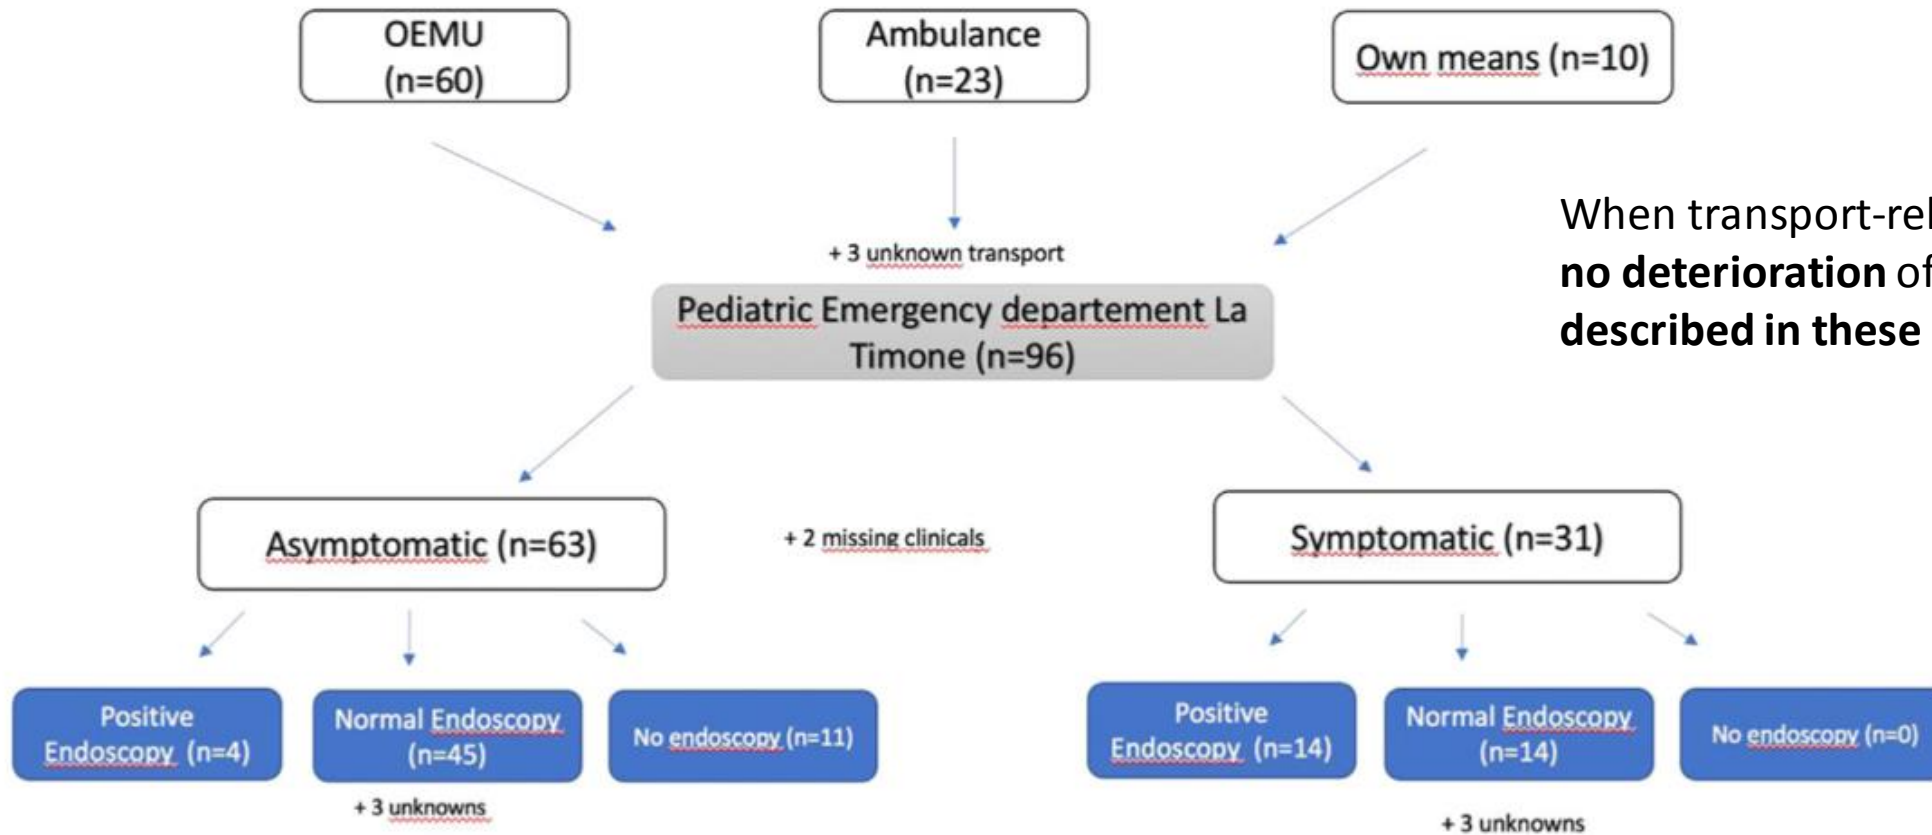 OEMU
(n=60)
Ambulance
(n=23)
Own means (n=10)
When transport-rel
no deterioration of
described in these
+ 3 unknown transport
Pediatric Emergency departement La
Timone (n=96)
Asymptomatic (n=63)
+ 2 missing clinicals
Symptomatic (n=31)
Positive
Endoscopy (n=4)
Normal Endoscopy
(n=45)
No endoscopy (n=11)
+ 3 unknowns
Positive
Endoscopy (n=14)
Normal Endoscopy
(n=14)
No endoscopy (n=0)
+ 3 unknowns